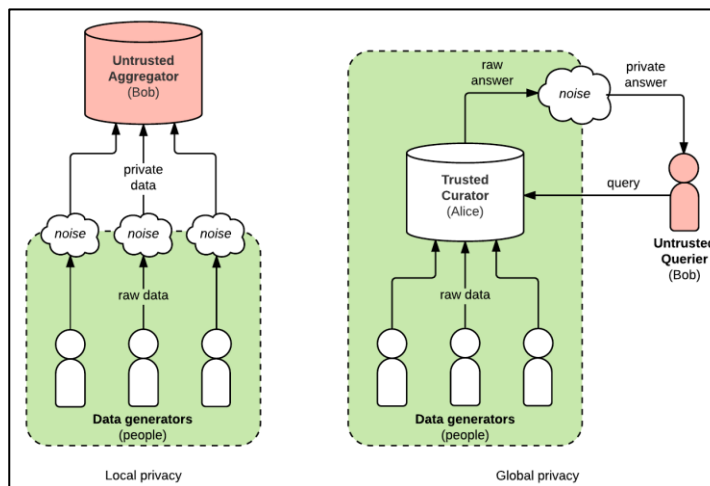 Untrusted
Aggregator
(Bob)
private
data
noise
noise
noise
raw data
Data generators
(people)
Local privacy
raw
answer
noise
private
answer
Trusted
Curator
(Alice)
query
Untrusted
Querier
(Bob)
raw data
Data generators
(people)
Global privacy